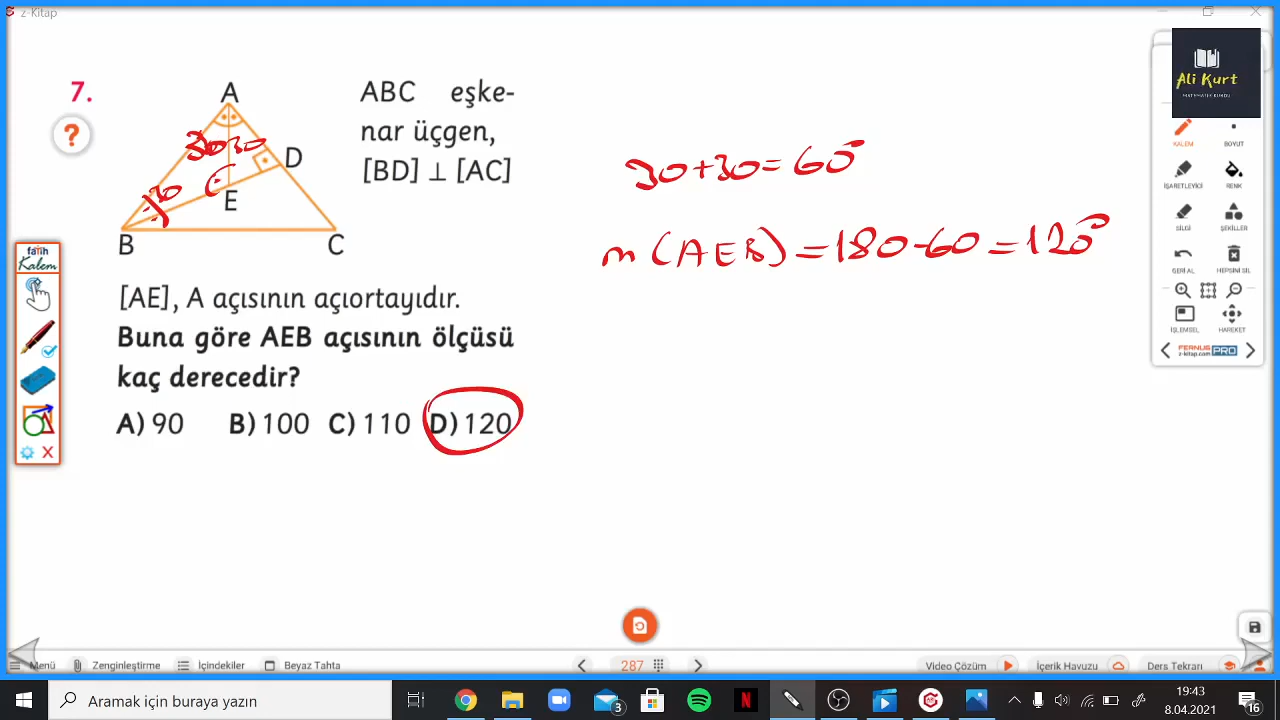 z-Kitap
7.
A
B
C
D
E
30 30
30
?
ABC eşke-
nar üçgen,
[BD] ⊥ [AC]
[AE], A açısının açıortayıdır.
Buna göre AEB açısının ölçüsü
kaç derecedir?
A) 90 B) 100 C) 110 D) 120
30+30=60°
m(AEB)=180-60=120°
Ali Kurt
KALEM
BOYUT
İŞARETLEYİCİ
RENK
SİLGİ
ŞEKİLLER
GERİ AL
HEPSİNİ SİL
İŞLEMSEL
HAREKET
FERNUS
z-kitap.com PRO
fatih
Kalem
Menü
Zenginleştirme
İçindekiler
Beyaz Tahta
287
Video Çözüm
İçerik Havuzu
Ders Tekrarı
Aramak için buraya yazın
3
19:43
8.04.2021
16